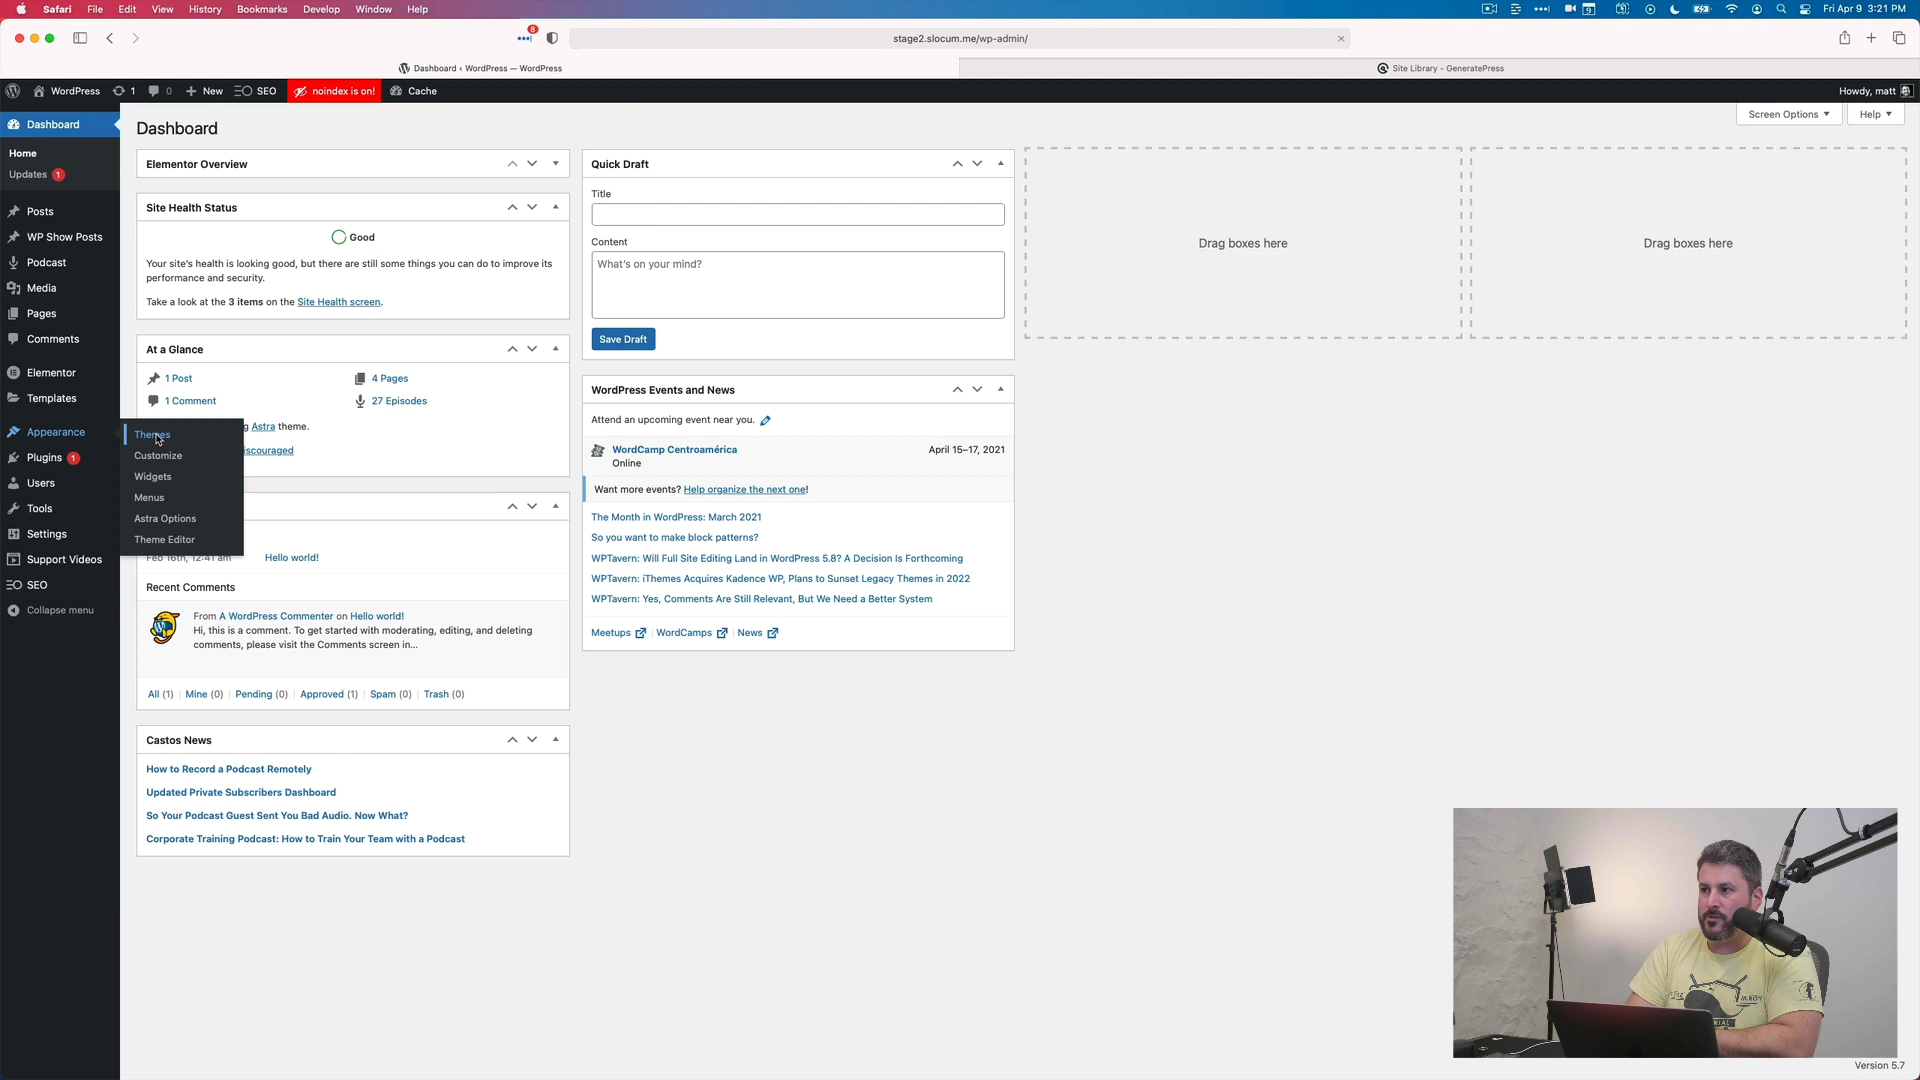 Safari File Edit View History Bookmarks Develop Window Help
9
Fri Apr 9 3:21 PM
8
stage2.slocum.me/wp-admin/
Dashboard ‹ WordPress — WordPress
Site Library - GeneratePress
WordPress 1 0 New SEO noindex is on! Cache
Howdy, matt
Screen Options Help
Dashboard
Home
Updates 1
Posts
WP Show Posts
Podcast
Media
Pages
Comments
Elementor
Templates
Appearance
Plugins 1
Users
Tools
Settings
Support Videos
SEO
Collapse menu
Themes
Customize
Widgets
Menus
Astra Options
Theme Editor
Dashboard
Elementor Overview
Site Health Status
Good
Your site's health is looking good, but there are still some things you can do to improve its
performance and security.
Take a look at the 3 items on the Site Health screen.
At a Glance
1 Post
4 Pages
1 Comment
27 Episodes
g Astra theme.
iscouraged
Feb 16th, 12:41 am Hello world!
Recent Comments
From A WordPress Commenter on Hello world!
Hi, this is a comment. To get started with moderating, editing, and deleting
comments, please visit the Comments screen in…
All (1) | Mine (0) | Pending (0) | Approved (1) | Spam (0) | Trash (0)
Castos News
How to Record a Podcast Remotely
Updated Private Subscribers Dashboard
So Your Podcast Guest Sent You Bad Audio. Now What?
Corporate Training Podcast: How to Train Your Team with a Podcast
Quick Draft
Title
Content
What's on your mind?
Save Draft
WordPress Events and News
Attend an upcoming event near you.
WordCamp Centroamérica
April 15–17, 2021
Online
Want more events? Help organize the next one!
The Month in WordPress: March 2021
So you want to make block patterns?
WPTavern: Will Full Site Editing Land in WordPress 5.8? A Decision Is Forthcoming
WPTavern: iThemes Acquires Kadence WP, Plans to Sunset Legacy Themes in 2022
WPTavern: Yes, Comments Are Still Relevant, But We Need a Better System
Meetups | WordCamps | News
Drag boxes here
Drag boxes here
Version 5.7